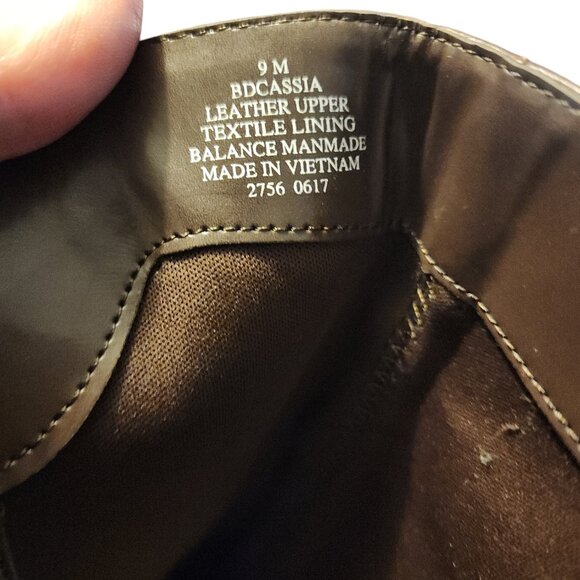 9 M
BDCASSIA
LEATHER UPPER
TEXTILE LINING
BALANCE MANMADE
MADE IN VIETNAM
2756 0617